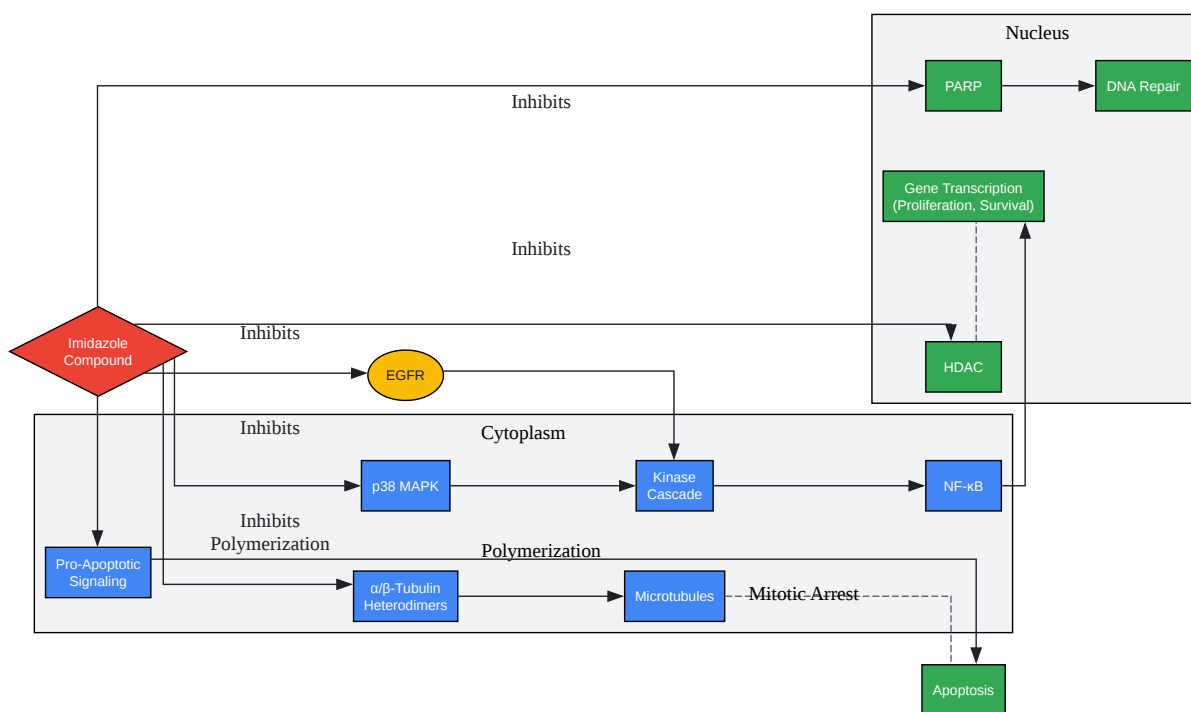 Nucleus
PARP
DNA Repair
Inhibits
Gene Transcription
(Proliferation, Survival)
Inhibits
Inhibits
Imidazole
Compound
EGFR
HDAC
Inhibits
Cytoplasm
p38 MAPK
Kinase
Cascade
NF-κB
Inhibits
Polymerization
Polymerization
Pro-Apoptotic
Signaling
α/β-Tubulin
Heterodimers
Microtubules
Mitotic Arrest
Apoptosis